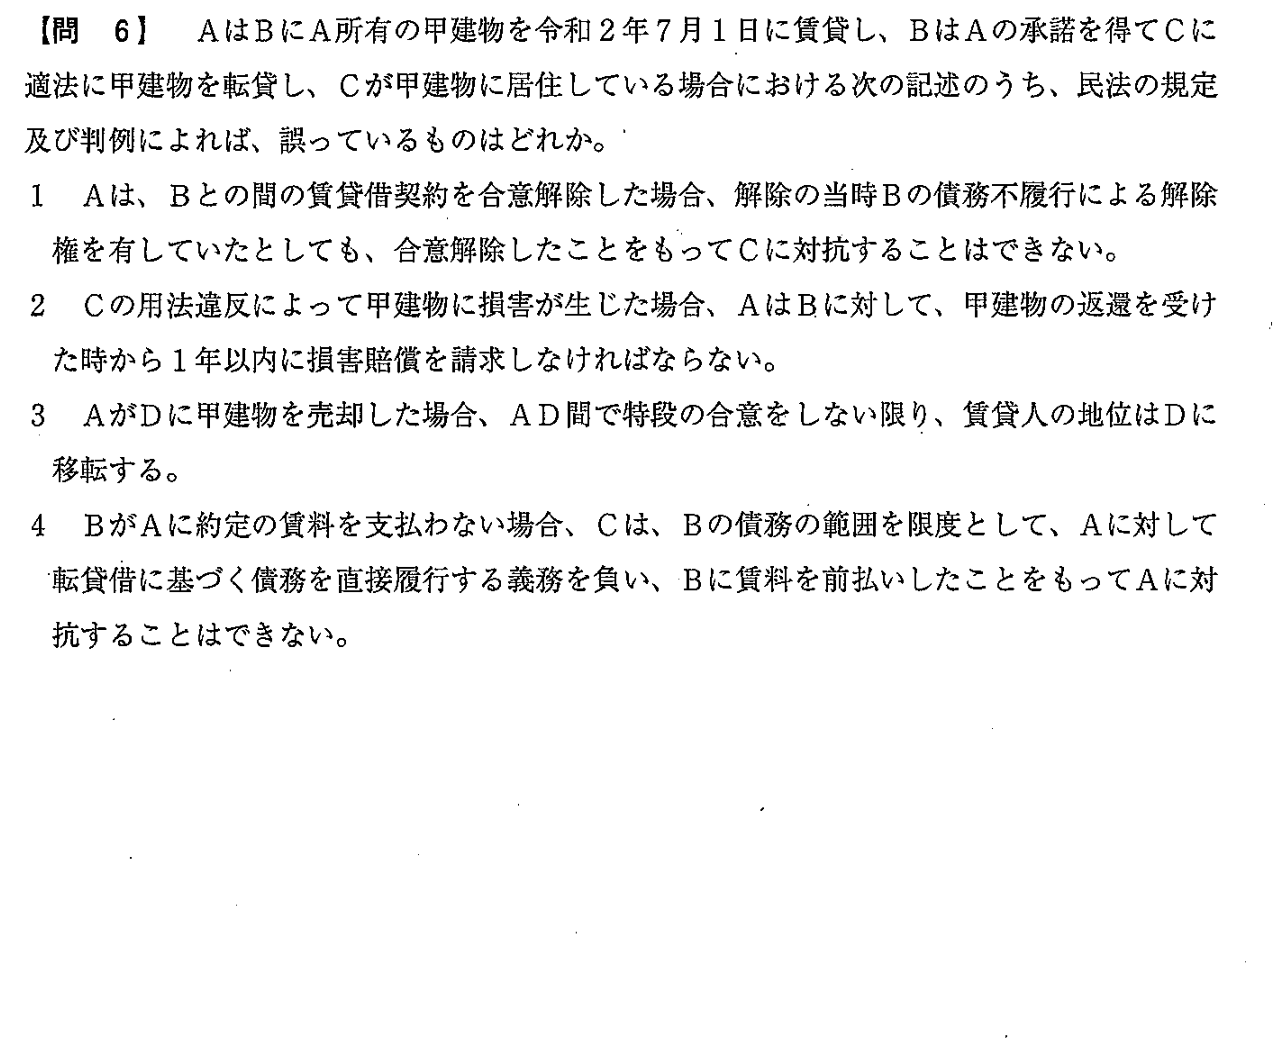 【問　6】　ＡはＢにＡ所有の甲建物を令和２年７月１日に賃貸し、ＢはＡの承諾を得てＣに
適法に甲建物を転貸し、Ｃが甲建物に居住している場合における次の記述のうち、民法の規定
及び判例によれば、誤っているものはどれか。
1　Ａは、Ｂとの間の賃貸借契約を合意解除した場合、解除の当時Ｂの債務不履行による解除
権を有していたとしても、合意解除したことをもってＣに対抗することはできない。
2　Ｃの用法違反によって甲建物に損害が生じた場合、ＡはＢに対して、甲建物の返還を受け
た時から１年以内に損害賠償を請求しなければならない。
3　ＡがＤに甲建物を売却した場合、ＡＤ間で特段の合意をしない限り、賃貸人の地位はＤに
移転する。
4　ＢがＡに約定の賃料を支払わない場合、Ｃは、Ｂの債務の範囲を限度として、Ａに対して
転貸借に基づく債務を直接履行する義務を負い、Ｂに賃料を前払いしたことをもってＡに対
抗することはできない。